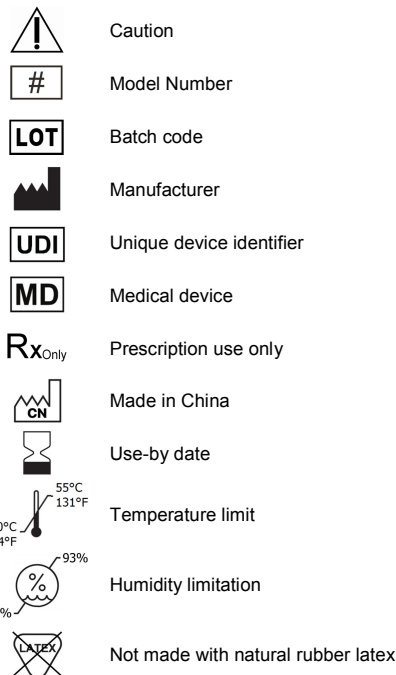 Caution
#
Model Number
LOT
Batch code
Manufacturer
UDI
Unique device identifier
MD
Medical device
Rx Only
Prescription use only
CN
Made in China
Use-by date
55°C
131°F
Temperature limit
93%
%
Humidity limitation
LATEX
Not made with natural rubber latex